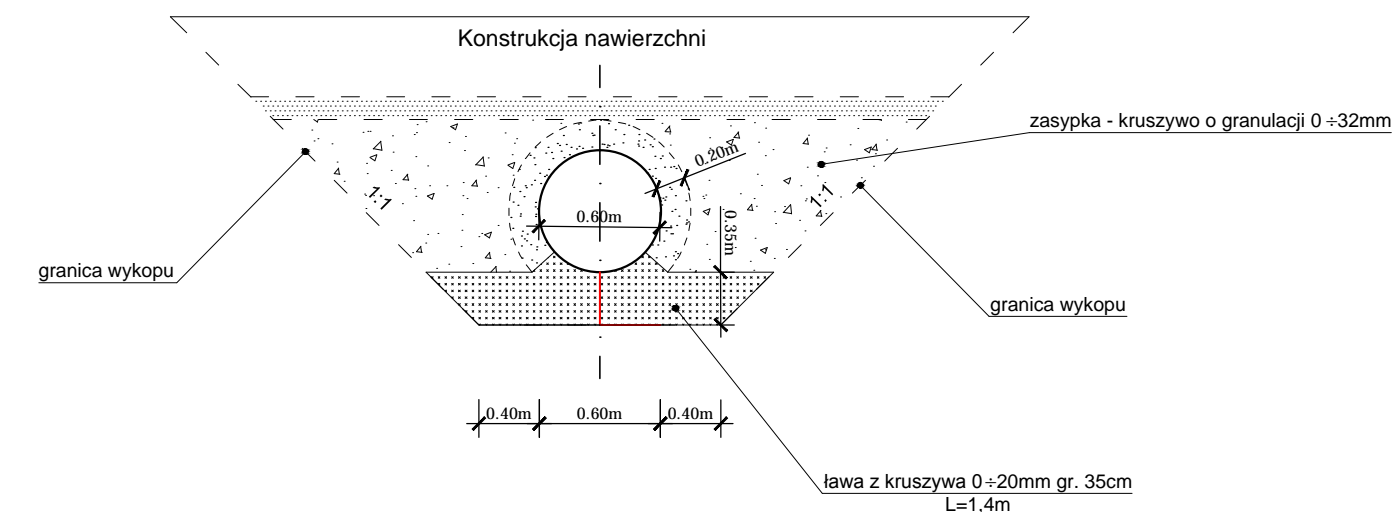 Konstrukcja nawierzchni
zasypka - kruszywo o granulacji 0 ÷32mm
0.20m
1:1
1:1
0.60m
0.35m
granica wykopu
granica wykopu
0.40m
0.60m
0.40m
ława z kruszywa 0÷20mm gr. 35cm
L=1,4m